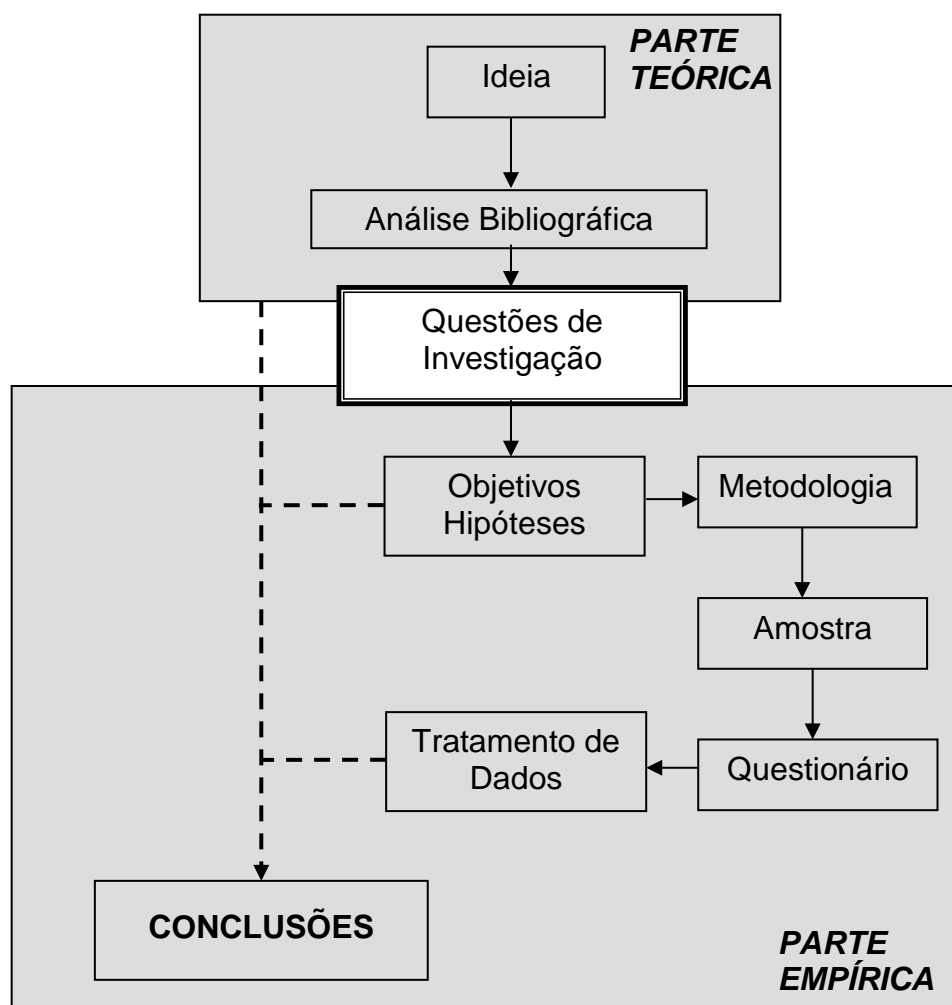 PARTE
TEÓRICA
Ideia
Análise Bibliográfica
Questões de
Investigação
Objetivos
Hipóteses
Metodologia
Amostra
Tratamento de
Dados
Questionário
CONCLUSÕES
PARTE
EMPÍRICA